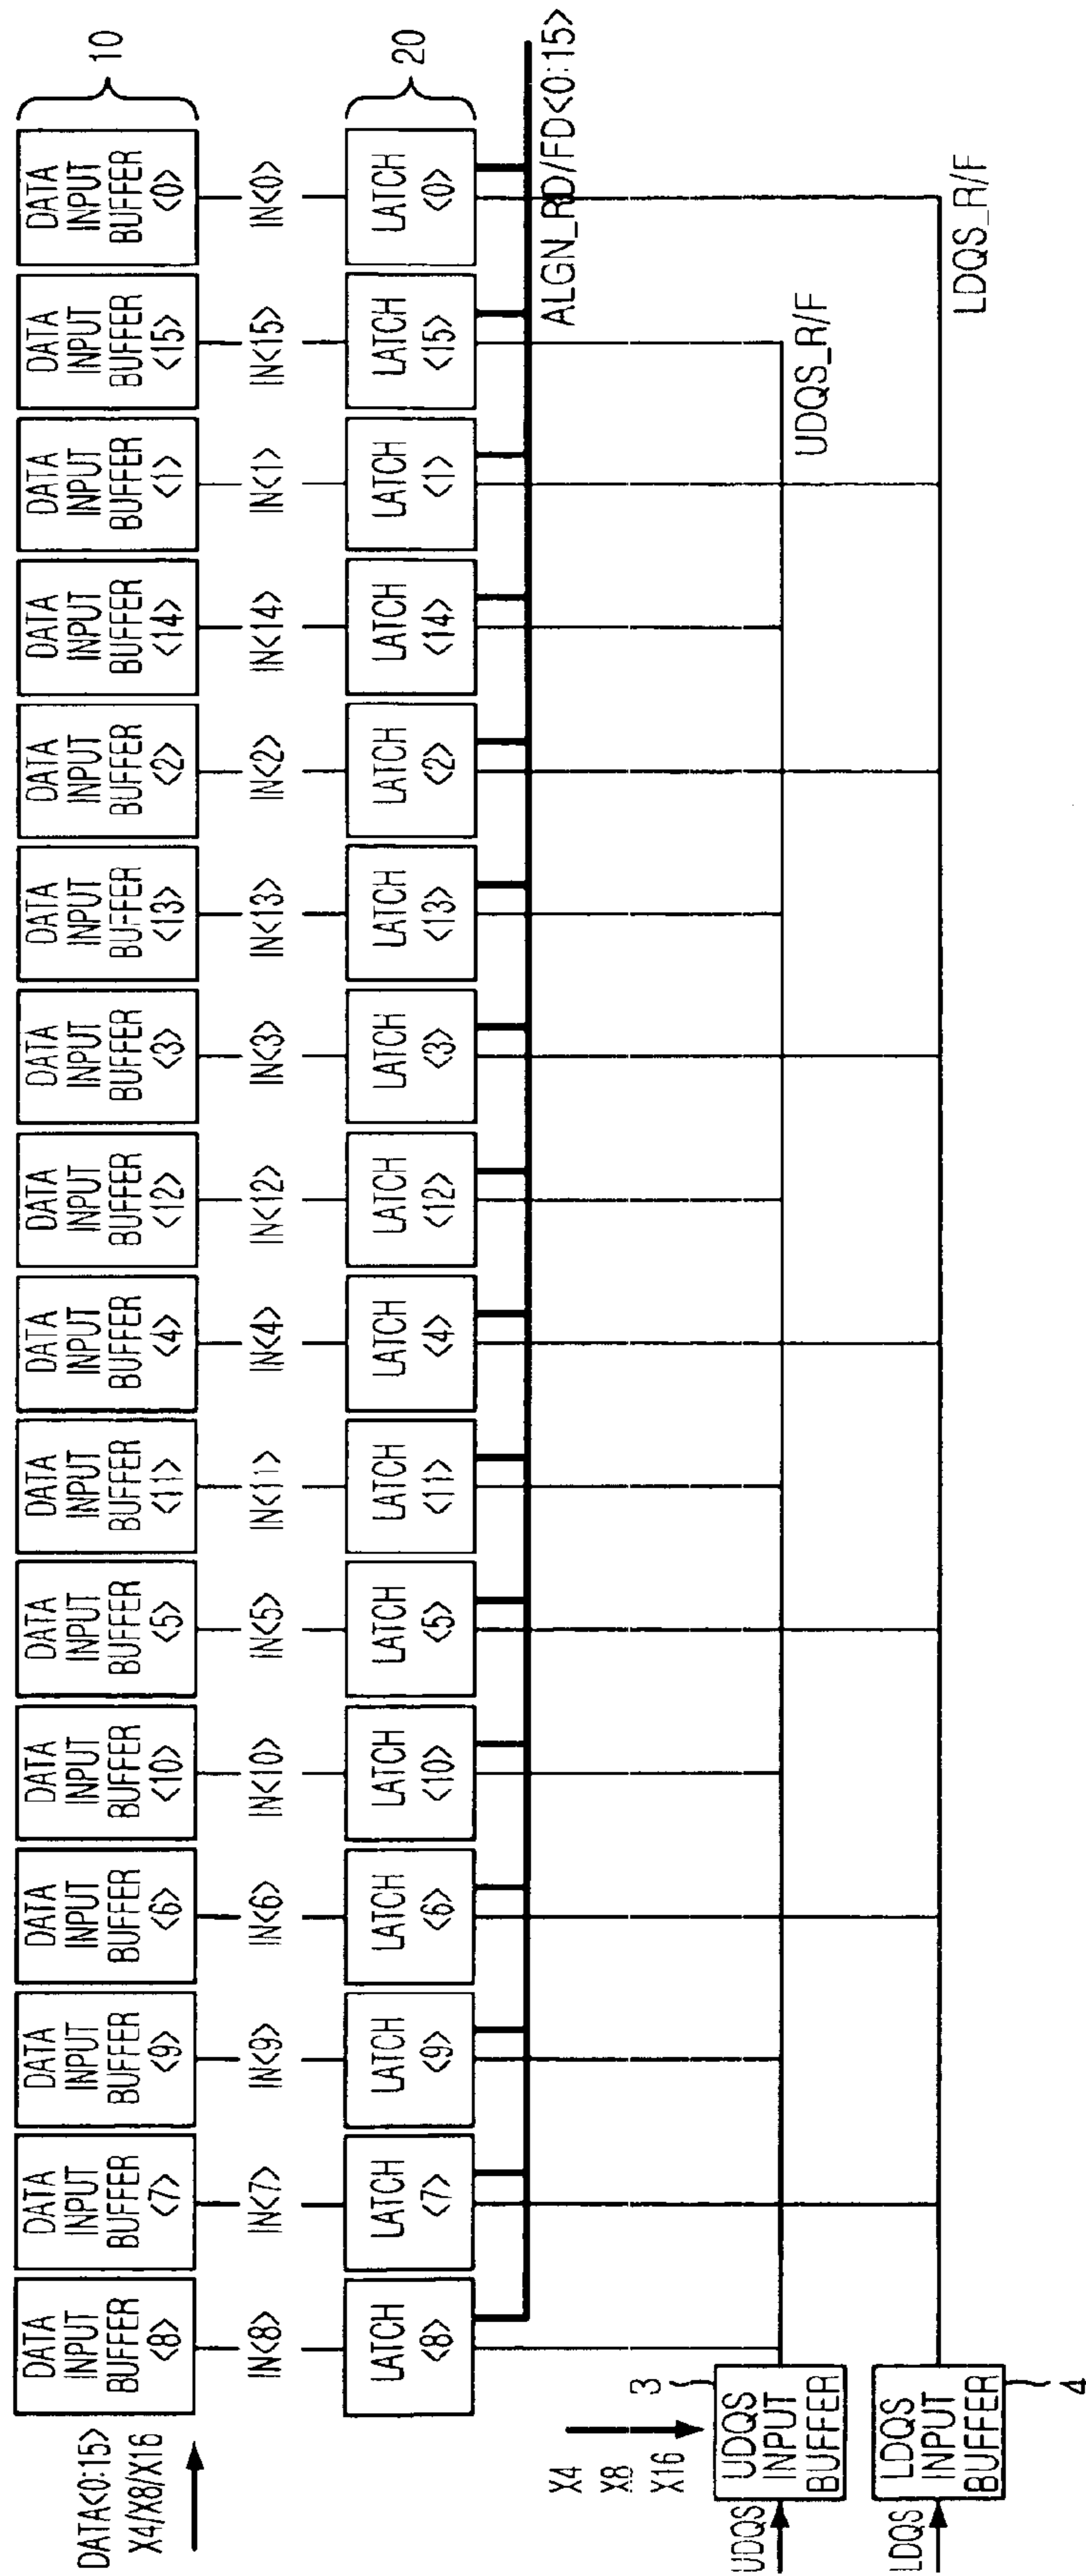 DATA<0:15>
X4/X8/X16
DATA
INPUT
BUFFER
<8>
DATA
INPUT
BUFFER
<7>
DATA
INPUT
BUFFER
<9>
DATA
INPUT
BUFFER
<6>
DATA
INPUT
BUFFER
<10>
DATA
INPUT
BUFFER
<5>
DATA
INPUT
BUFFER
<11>
DATA
INPUT
BUFFER
<4>
DATA
INPUT
BUFFER
<12>
DATA
INPUT
BUFFER
<3>
DATA
INPUT
BUFFER
<13>
DATA
INPUT
BUFFER
<2>
DATA
INPUT
BUFFER
<14>
DATA
INPUT
BUFFER
<1>
DATA
INPUT
BUFFER
<15>
DATA
INPUT
BUFFER
<0>
10
IN<8>
IN<7>
IN<9>
IN<6>
IN<10>
IN<5>
IN<11>
IN<4>
IN<12>
IN<3>
IN<13>
IN<2>
IN<14>
IN<1>
IN<15>
IN<0>
LATCH
<8>
LATCH
<7>
LATCH
<9>
LATCH
<6>
LATCH
<10>
LATCH
<5>
LATCH
<11>
LATCH
<4>
LATCH
<12>
LATCH
<3>
LATCH
<13>
LATCH
<2>
LATCH
<14>
LATCH
<1>
LATCH
<15>
LATCH
<0>
20
ALGN_RD/FD<0:15>
X4
X8
X16
3
UDQS
UDQS
INPUT
BUFFER
UDQS_R/F
LDQS
LDQS
INPUT
BUFFER
4
LDQS_R/F